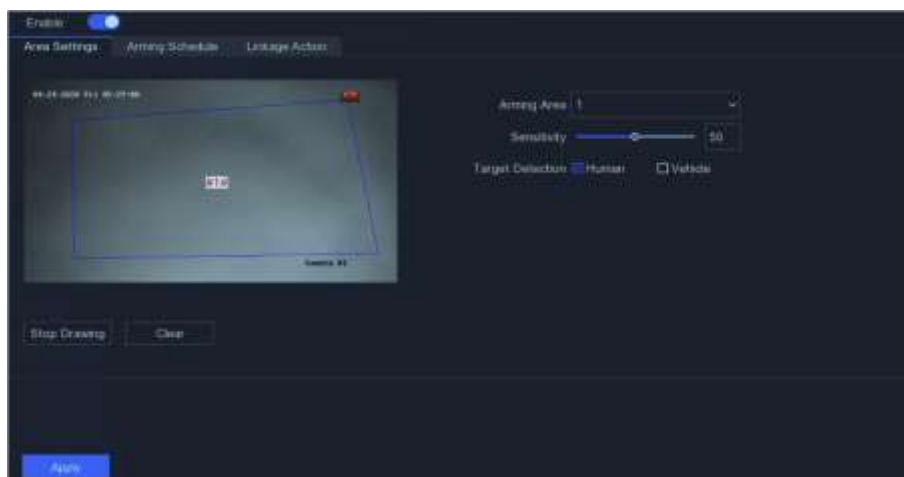 Enable
Area Settings Arming Schedule Linkage Action
Arming Area 1
Sensitivity 50
Target Detection Human Vehicle
#1#
Stop Drawing Clear
Apply